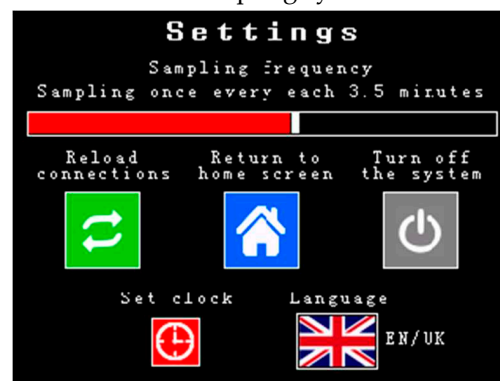 Settings
Sampling frequency
Sampling once every each 3.5 minutes
Reload connections
Return to home screen
Turn off the system
Set clock
Language
EN/UK